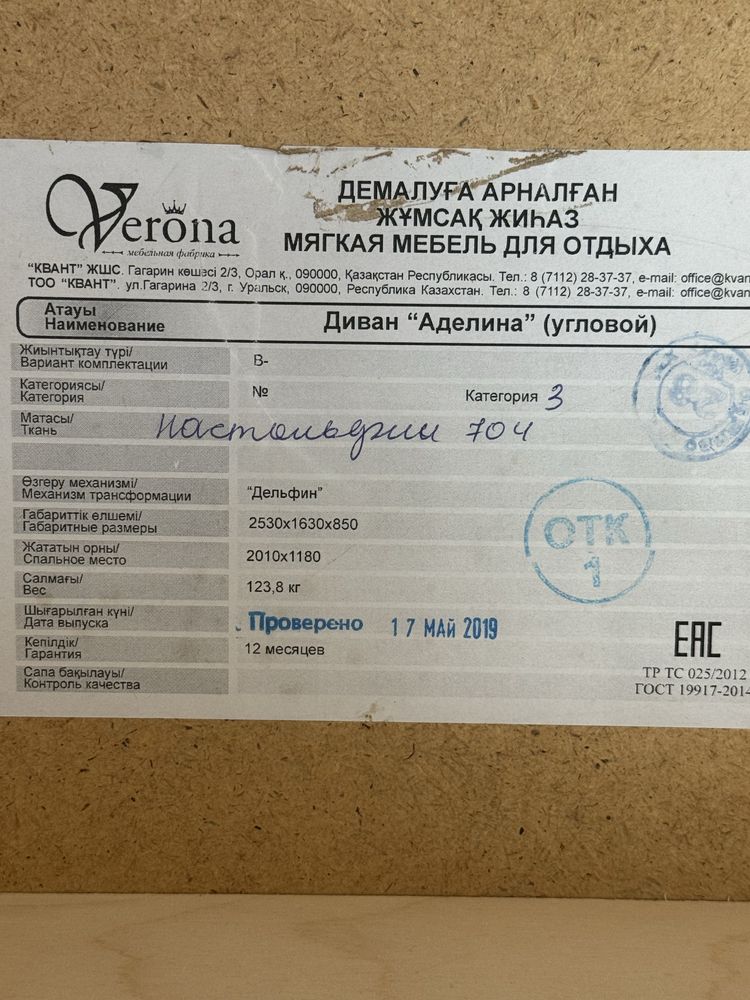 Verona
мебельная фабрика
ДЕМАЛУҒА АРНАЛҒАН
ЖҰМСАҚ ЖИҺАЗ
МЯГКАЯ МЕБЕЛЬ ДЛЯ ОТДЫХА
“КВАНТ” ЖШС. Гагарин көшесі 2/3, Орал қ., 090000, Қазақстан Республикасы. Тел.: 8 (7112) 28-37-37, e-mail: office@kvan
ТОО “КВАНТ”. ул.Гагарина 2/3, г. Уральск, 090000, Республика Казахстан. Тел.: 8 (7112) 28-37-37, e-mail: office@kvan
Атауы
Наименование
Диван “Аделина” (угловой)
Жиынтықтау түрі/
Вариант комплектации
В-
Категориясы/
Категория
№ Категория 3
Матасы/
Ткань
704
Өзгеру механизмі/
Механизм трансформации
“Дельфин”
Габариттік өлшемі/
Габаритные размеры
2530х1630х850
Жататын орны/
Спальное место
2010х1180
Салмағы/
Вес
123,8 кг
Шығарылған күні/
Дата выпуска
Проверено 17 МАЙ 2019
Кепілдік/
Гарантия
12 месяцев
Сапа бақылауы/
Контроль качества
ОТК
1
ЕАС
ТР ТС 025/2012
ГОСТ 19917-2014